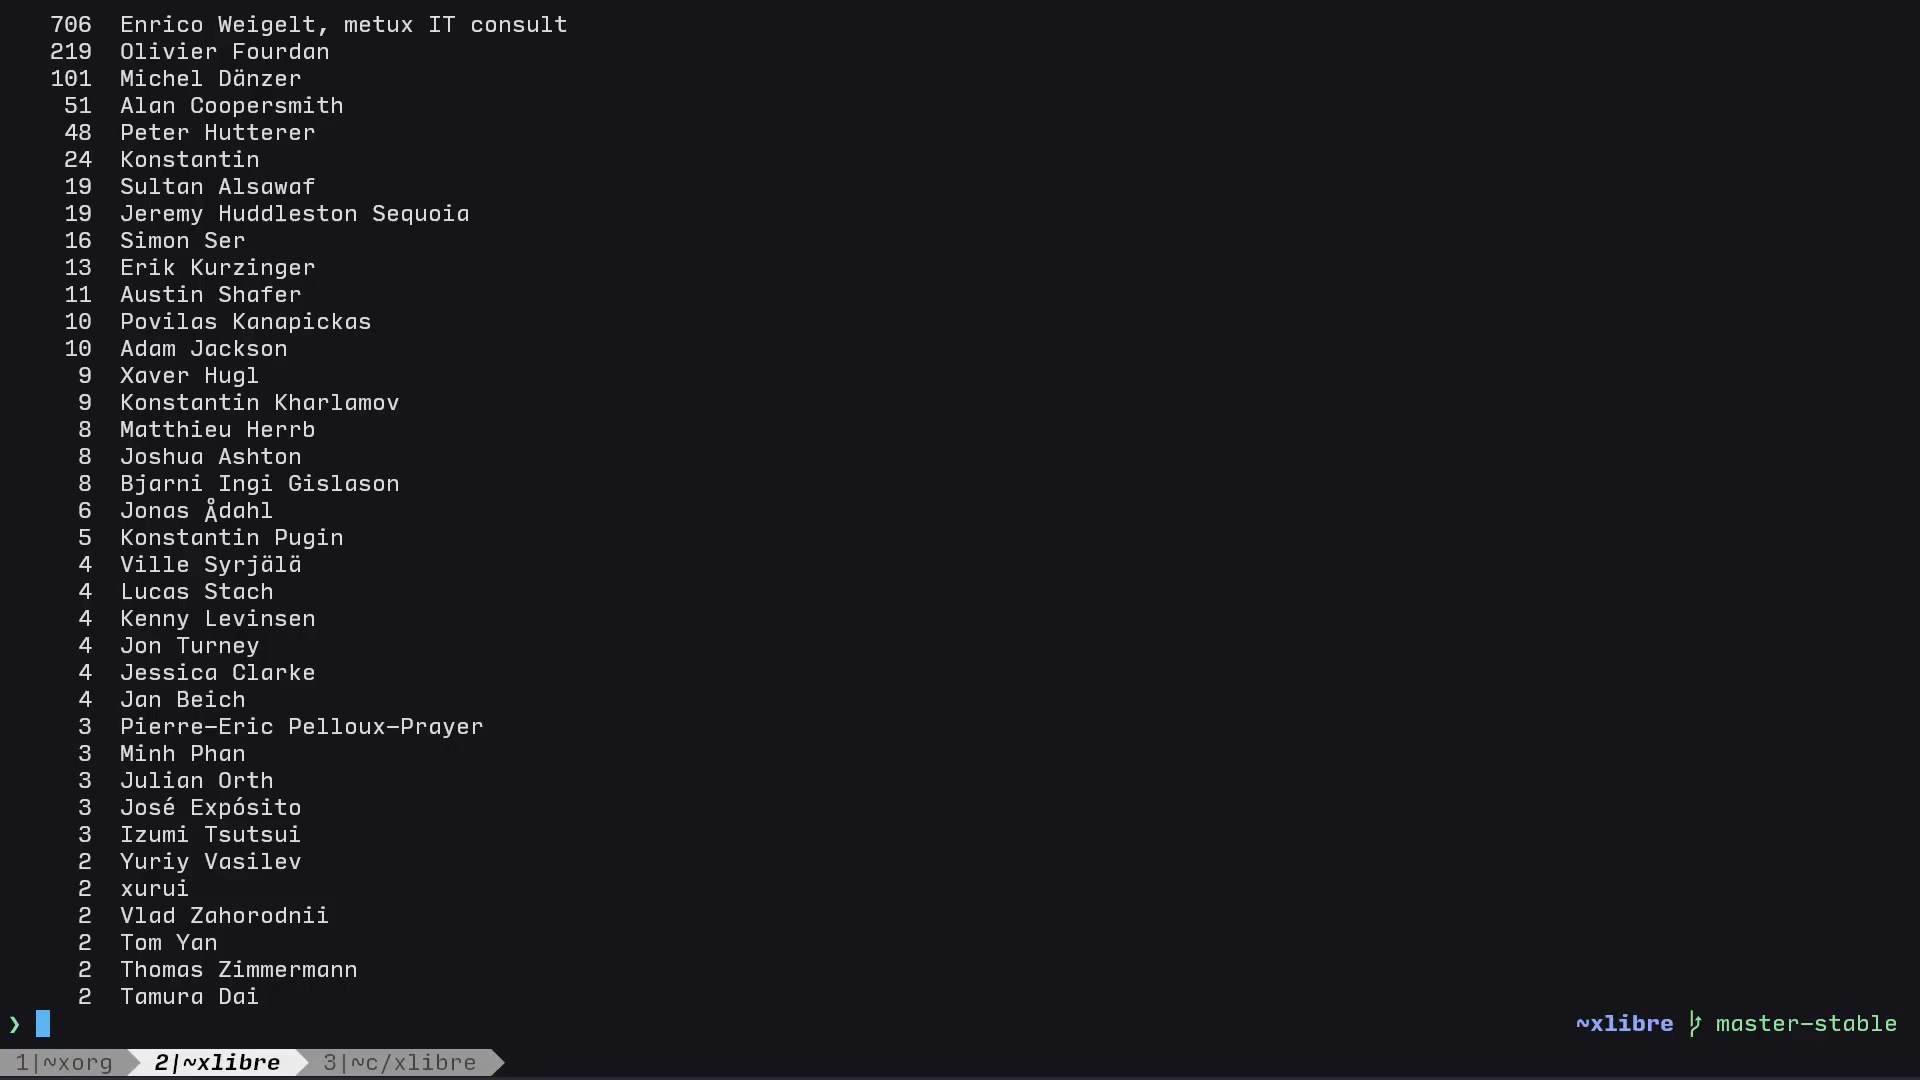 706 Enrico Weigelt, metux IT consult
219 Olivier Fourdan
101 Michel Dänzer
51 Alan Coopersmith
48 Peter Hutterer
24 Konstantin
19 Sultan Alsawaf
19 Jeremy Huddleston Sequoia
16 Simon Ser
13 Erik Kurzinger
11 Austin Shafer
10 Povilas Kanapickas
10 Adam Jackson
9 Xaver Hugl
9 Konstantin Kharlamov
8 Matthieu Herrb
8 Joshua Ashton
8 Bjarni Ingi Gislason
6 Jonas Ådahl
5 Konstantin Pugin
4 Ville Syrjälä
4 Lucas Stach
4 Kenny Levinsen
4 Jon Turney
4 Jessica Clarke
4 Jan Beich
3 Pierre-Eric Pelloux-Prayer
3 Minh Phan
3 Julian Orth
3 José Expósito
3 Izumi Tsutsui
2 Yuriy Vasilev
2 xurui
2 Vlad Zahorodnii
2 Tom Yan
2 Thomas Zimmermann
2 Tamura Dai
❯ ~xlibre master-stable
1|~xorg 2|~xlibre 3|~c/xlibre